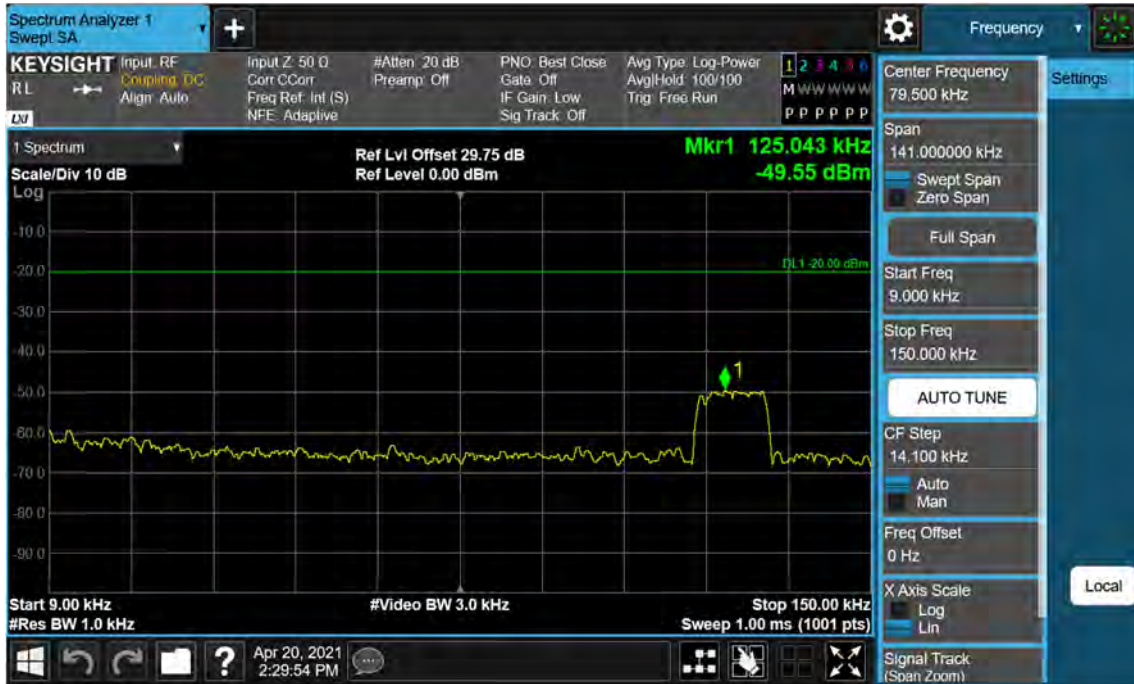 Spectrum Analyzer 1
Swept SA
Frequency
KEYSIGHT
RL
LXI
Input: RF
Coupling: DC
Align: Auto
Input Z: 50 Ω
Corr CCorr
Freq Ref: Int (S)
NFE: Adaptive
#Atten: 20 dB
Preamp: Off
PNO: Best Close
Gate: Off
IF Gain: Low
Sig Track: Off
Avg Type: Log-Power
Avg|Hold: 100/100
Trig: Free Run
1 2 3 4 5 6
M W W W W W
P P P P P P
1 Spectrum
Scale/Div 10 dB
Ref Lvl Offset 29.75 dB
Ref Level 0.00 dBm
Mkr1 125.043 kHz
-49.55 dBm
Log
-10.0
-20.0
-30.0
-40.0
-50.0
-60.0
-70.0
-80.0
-90.0
DL1 -20.00 dBm
1
Start 9.00 kHz
#Res BW 1.0 kHz
#Video BW 3.0 kHz
Stop 150.00 kHz
Sweep 1.00 ms (1001 pts)
Apr 20, 2021
2:29:54 PM
?
Center Frequency
79.500 kHz
Span
141.000000 kHz
Swept Span
Zero Span
Full Span
Start Freq
9.000 kHz
Stop Freq
150.000 kHz
AUTO TUNE
CF Step
14.100 kHz
Auto
Man
Freq Offset
0 Hz
X Axis Scale
Log
Lin
Signal Track
(Span Zoom)
Settings
Local